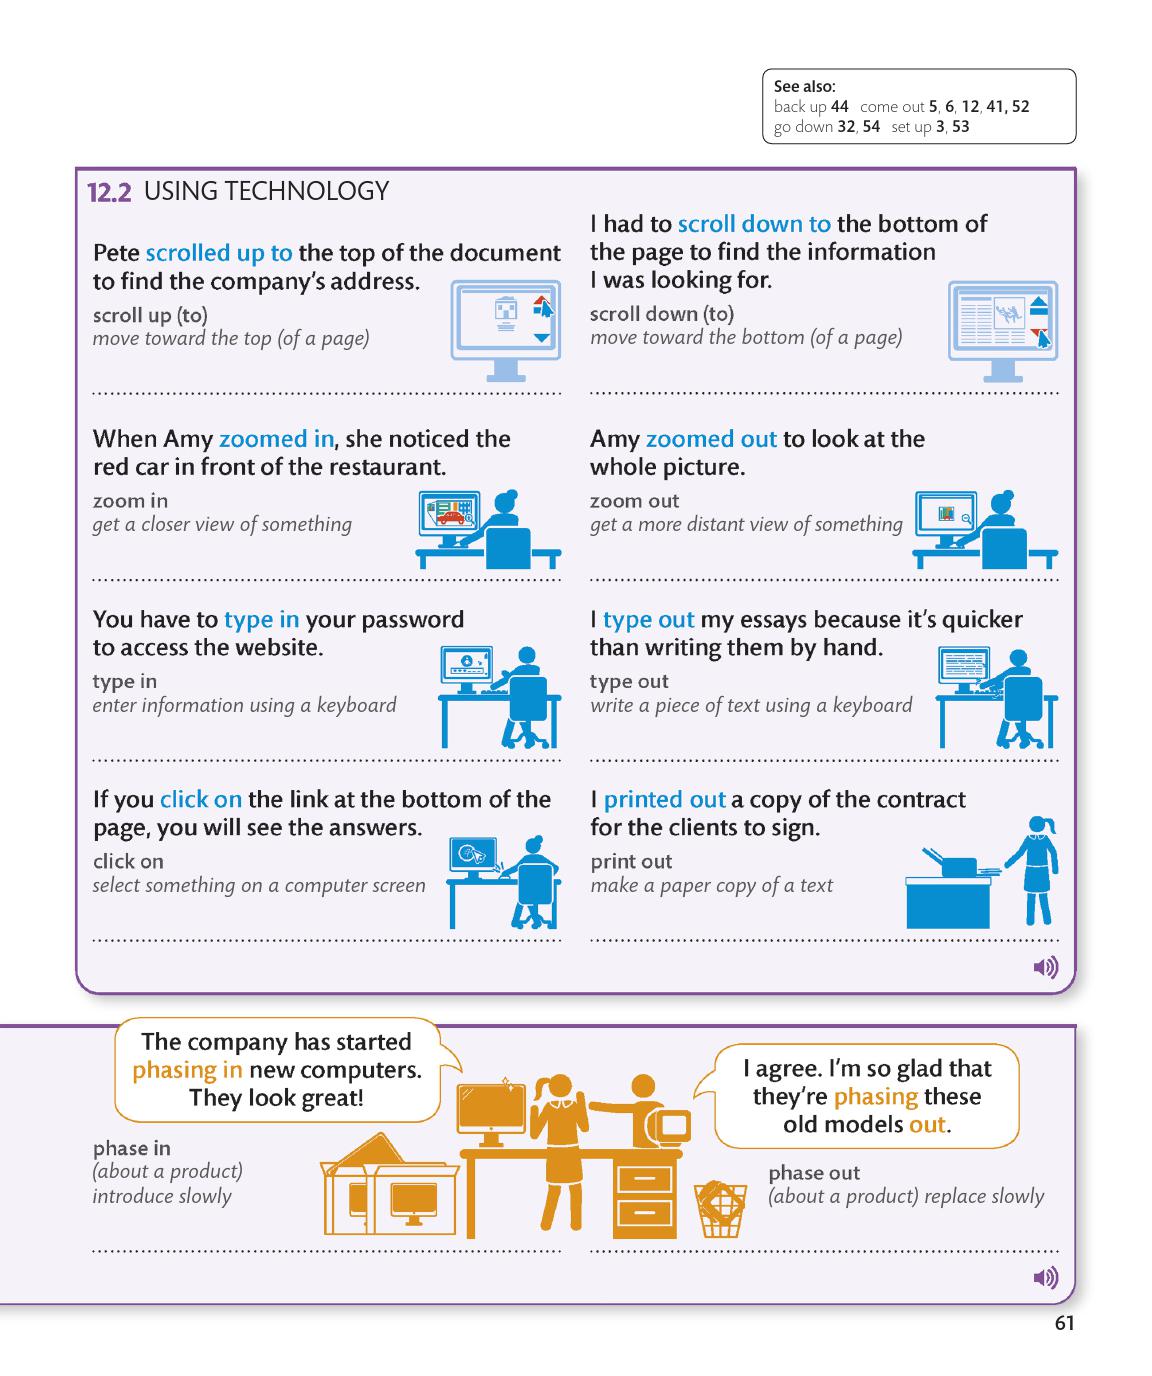 See also:
back up 44 come out 5, 6, 12, 41, 52
go down 32, 54 set up 3, 53
12.2 USING TECHNOLOGY
Pete scrolled up to the top of the document
to find the company's address.
scroll up (to)
move toward the top (of a page)
I had to scroll down to the bottom of
the page to find the information
I was looking for.
scroll down (to)
move toward the bottom (of a page)
When Amy zoomed in, she noticed the
red car in front of the restaurant.
zoom in
get a closer view of something
Amy zoomed out to look at the
whole picture.
zoom out
get a more distant view of something
You have to type in your password
to access the website.
type in
enter information using a keyboard
I type out my essays because it's quicker
than writing them by hand.
type out
write a piece of text using a keyboard
If you click on the link at the bottom of the
page, you will see the answers.
click on
select something on a computer screen
I printed out a copy of the contract
for the clients to sign.
print out
make a paper copy of a text
The company has started
phasing in new computers.
They look great!
phase in
(about a product)
introduce slowly
I agree. I'm so glad that
they're phasing these
old models out.
phase out
(about a product) replace slowly
61